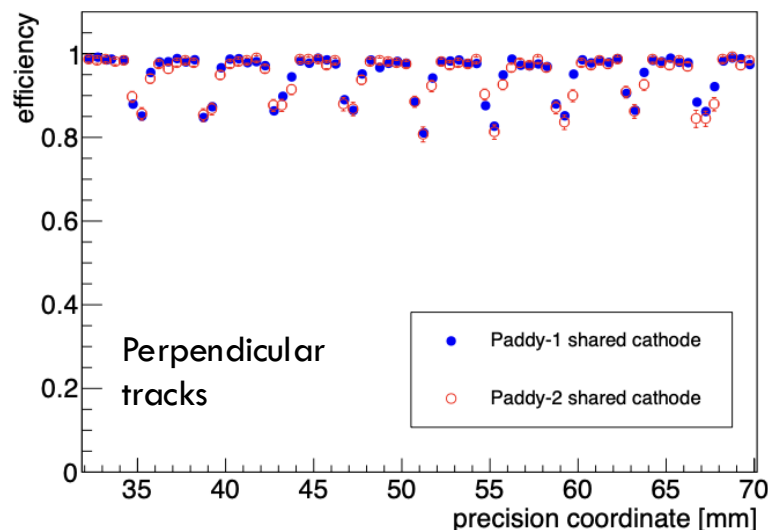 efficiency
1
0.8
0.6
0.4
0.2
0
Perpendicular
tracks
Paddy-1 shared cathode
Paddy-2 shared cathode
35 40 45 50 55 60 65 70
precision coordinate [mm]